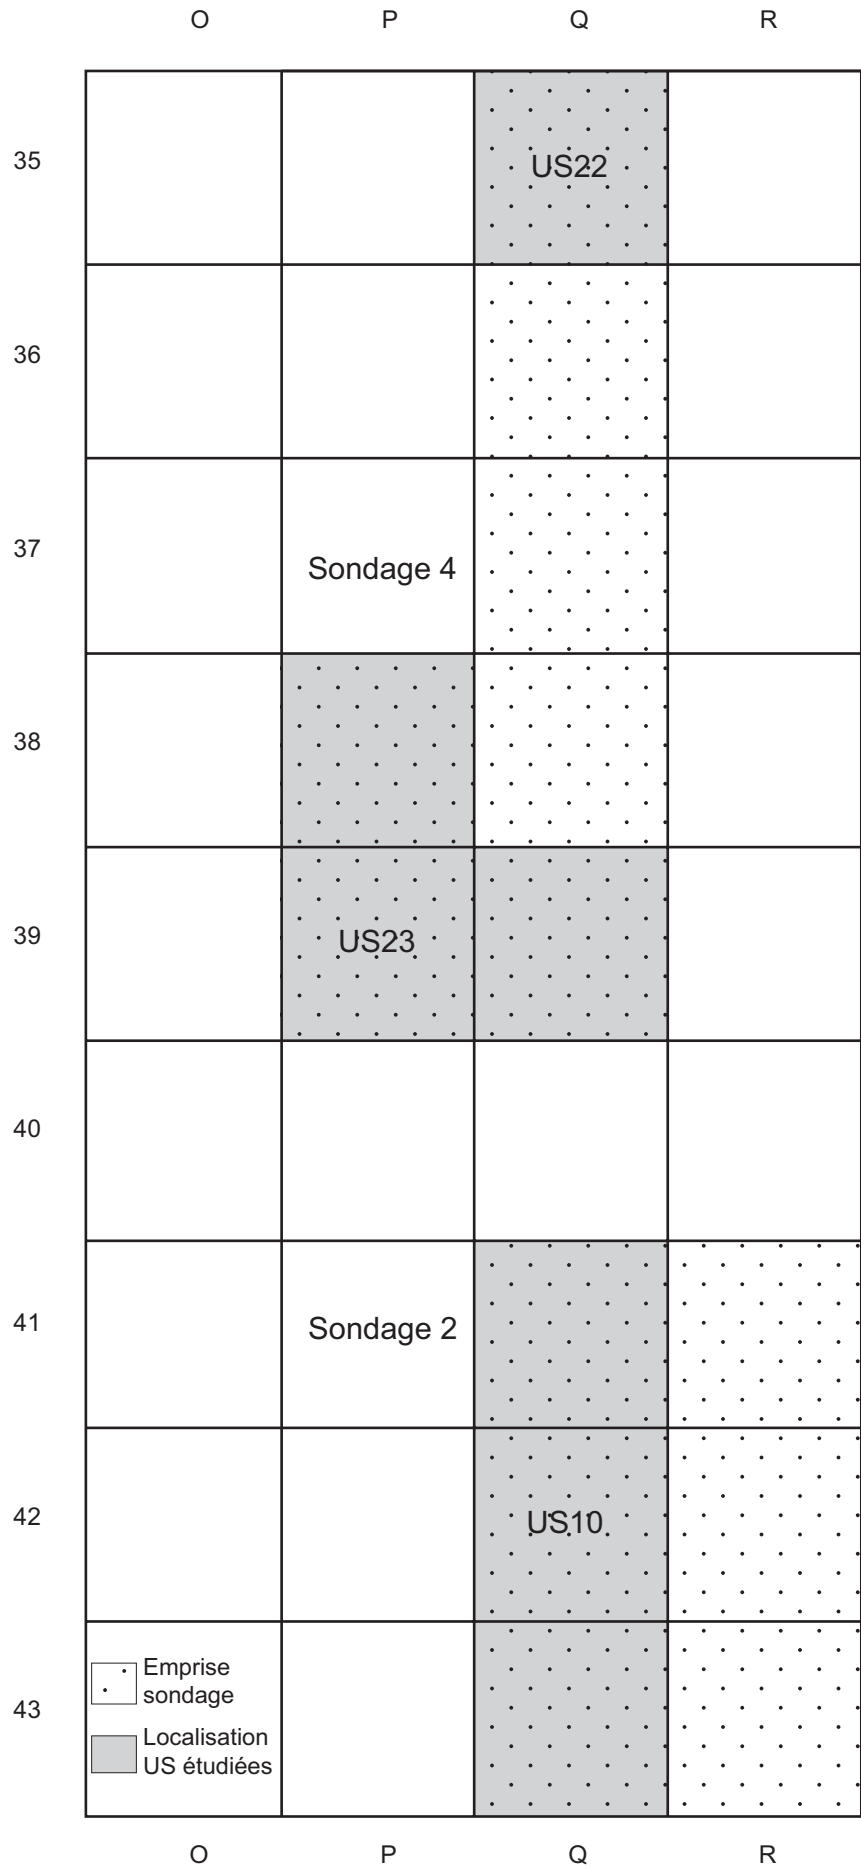 O P Q R
35
US22
36
37
Sondage 4
38
39
US23
40
41
Sondage 2
42
US10
43
Emprise
sondage
Localisation
US étudiées
O P Q R